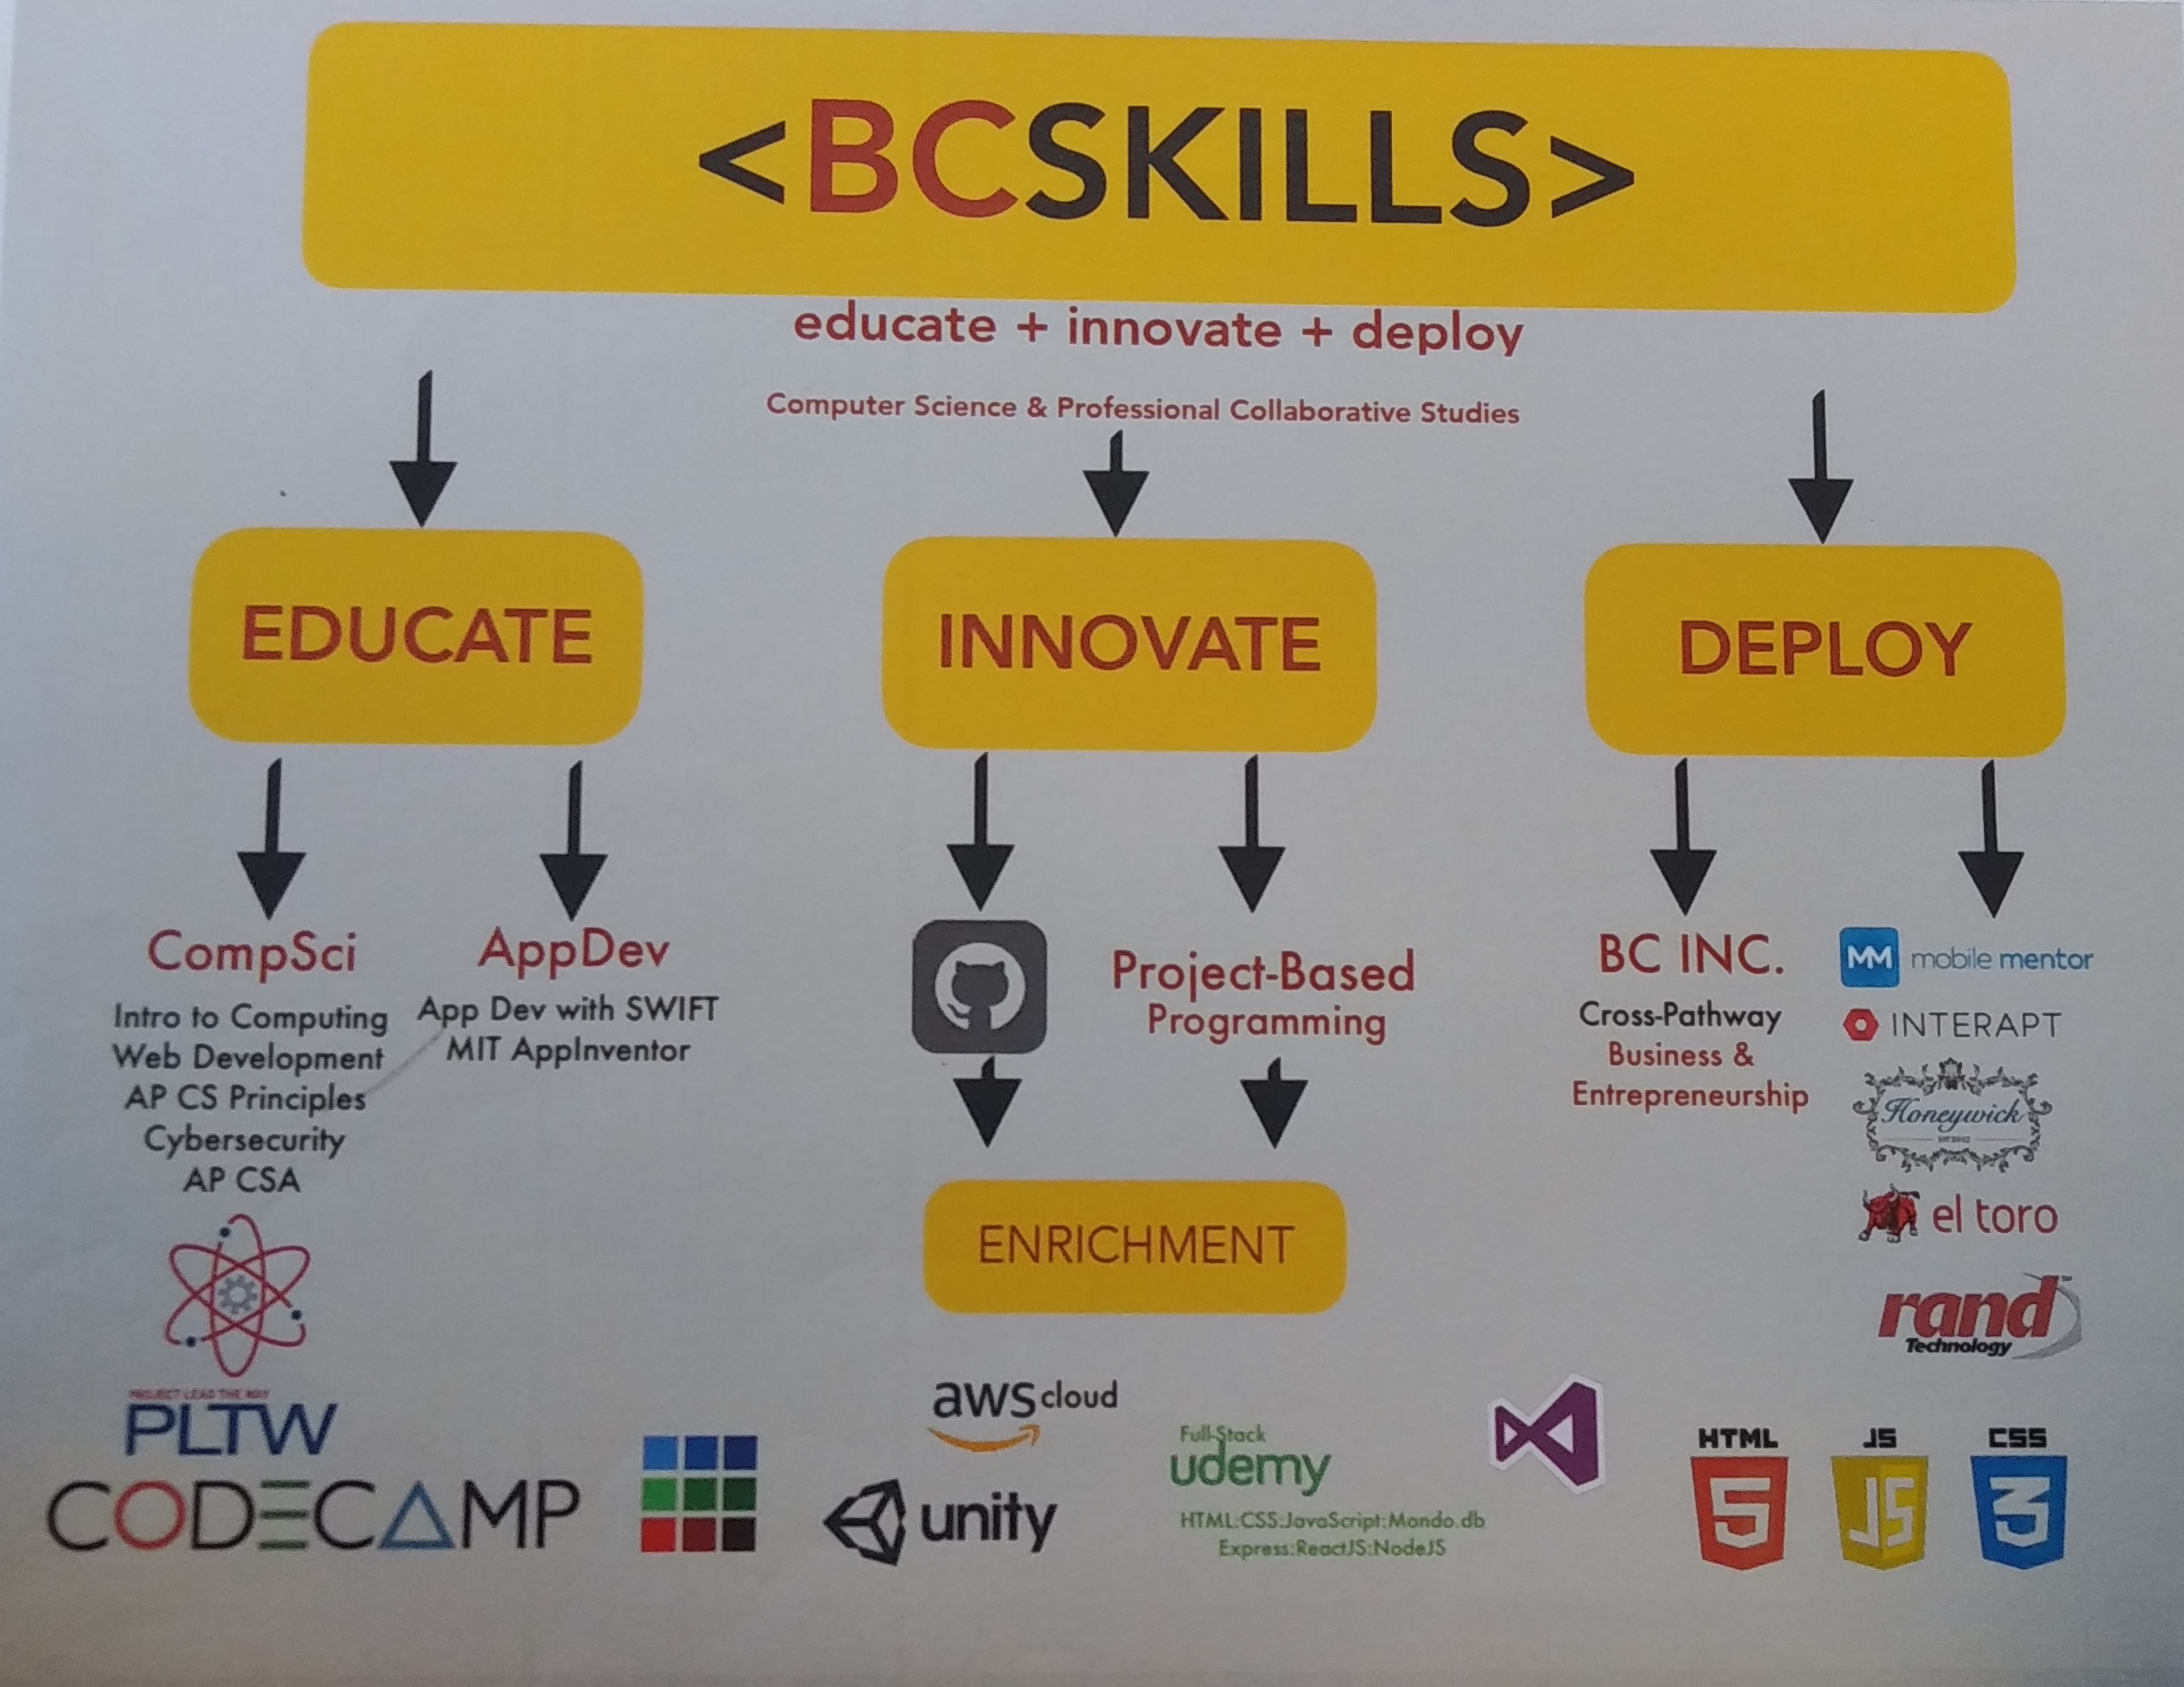 <BCSKILLS>
educate + innovate + deploy
Computer Science & Professional Collaborative Studies
EDUCATE
INNOVATE
DEPLOY
CompSci
Intro to Computing
Web Development
AP CS Principles
Cybersecurity
AP CSA
AppDev
App Dev with SWIFT
MIT AppInventor
Project-Based
Programming
BC INC.
Cross-Pathway
Business &
Entrepreneurship
MM mobile mentor
INTERAPT
Honeywick
el toro
rand
Technology
ENRICHMENT
PROJECT LEAD THE WAY
PLTW
CODECAMP
aws cloud
unity
Full-Stack
udemy
HTML:CSS:JavaScript:Mondo.db
Express:ReactJS:NodeJS
HTML
5
JS
JS
CSS
3